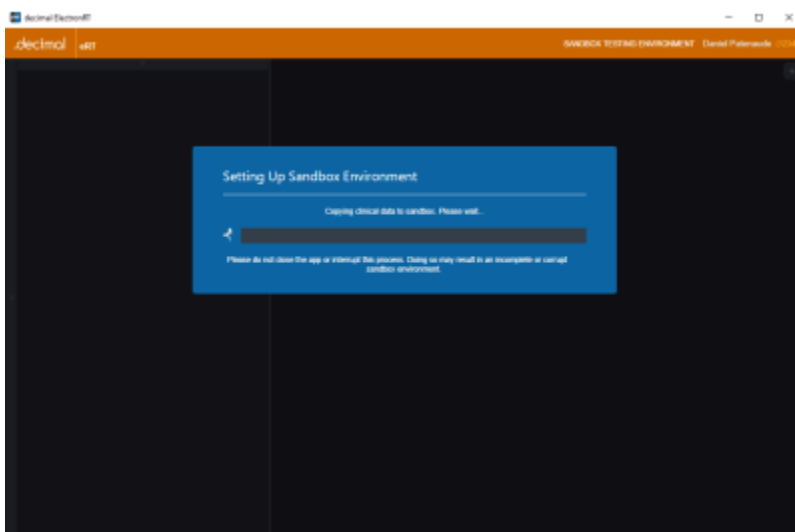 .decimal ElectronRT
.decimal eRT
SANDBOX TESTING ENVIRONMENT Daniel Patenaude
Setting Up Sandbox Environment
Copying clinical data to sandbox. Please wait...
Please do not close the app or interrupt this process. Doing so may result in an incomplete or corrupt
sandbox environment.